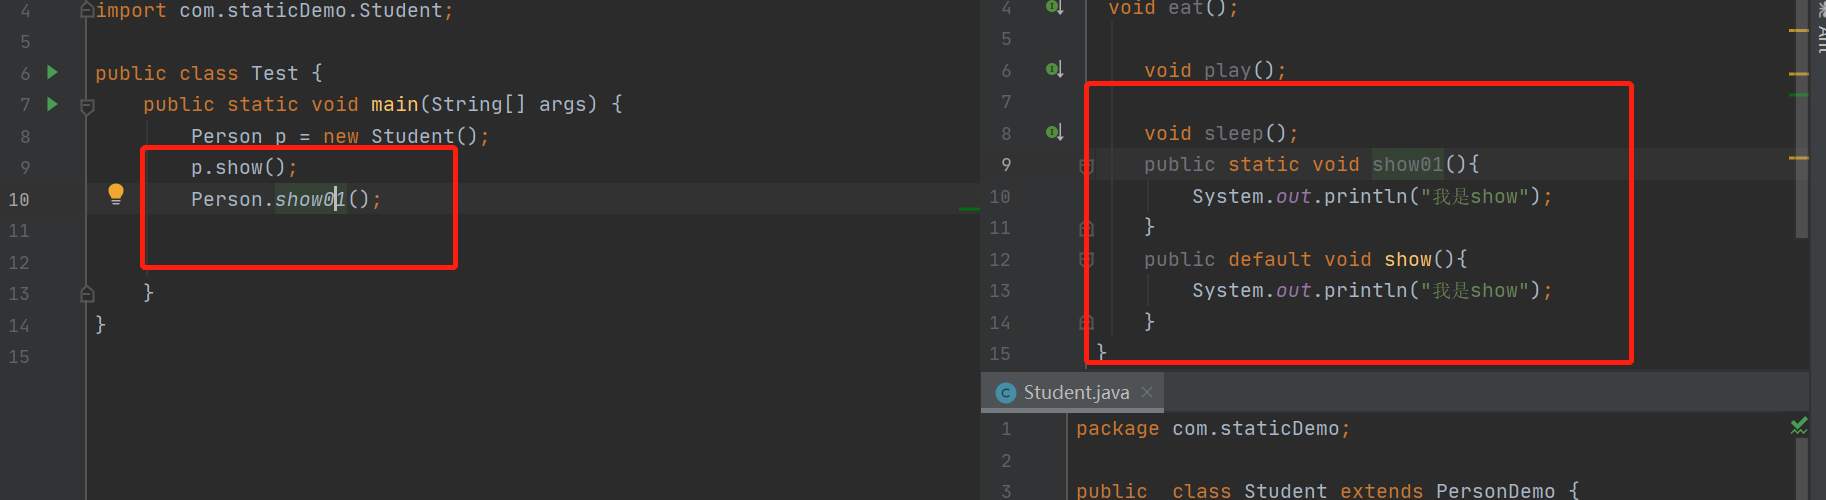 4 import com.staticDemo.Student;
5
6 public class Test {
7 public static void main(String[] args) {
8 Person p = new Student();
9 p.show();
10 Person.show01();
11
12
13 }
14 }
15
4 void eat();
5
6 void play();
7
8 void sleep();
9 public static void show01(){
10 System.out.println("我是show");
11 }
12 public default void show(){
13 System.out.println("我是show");
14 }
15 }
Student.java
1 package com.staticDemo;
2
3 public class Student extends PersonDemo {
Ant